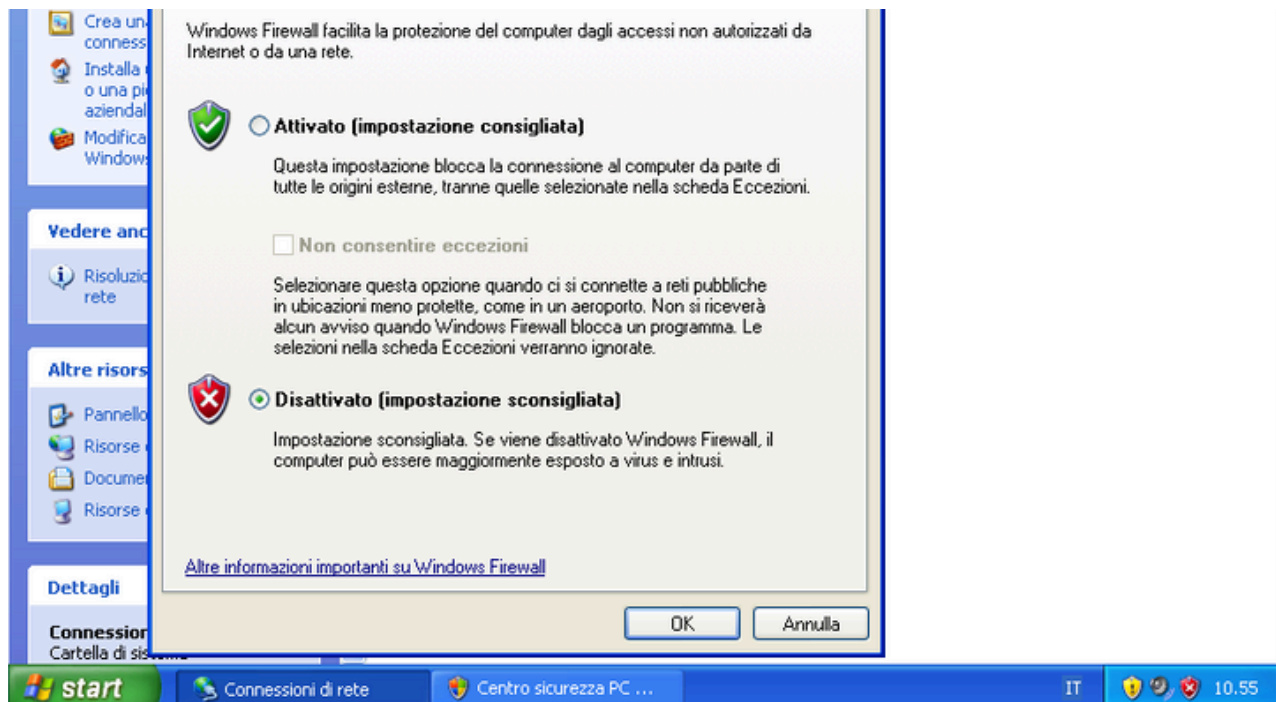 Crea un
conness
Installa
o una pi
aziendal
Modifica
Window
Vedere anc
Risoluzio
rete
Altre risors
Pannello
Risorse
Docume
Risorse
Dettagli
Connession
Cartella di sis
Windows Firewall facilita la protezione del computer dagli accessi non autorizzati da
Internet o da una rete.
Attivato (impostazione consigliata)
Questa impostazione blocca la connessione al computer da parte di
tutte le origini esterne, tranne quelle selezionate nella scheda Eccezioni.
Non consentire eccezioni
Selezionare questa opzione quando ci si connette a reti pubbliche
in ubicazioni meno protette, come in un aeroporto. Non si riceverà
alcun avviso quando Windows Firewall blocca un programma. Le
selezioni nella scheda Eccezioni verranno ignorate.
Disattivato (impostazione sconsigliata)
Impostazione sconsigliata. Se viene disattivato Windows Firewall, il
computer può essere maggiormente esposto a virus e intrusi.
Altre informazioni importanti su Windows Firewall
OK
Annulla
start
Connessioni di rete
Centro sicurezza PC ...
IT
10.55